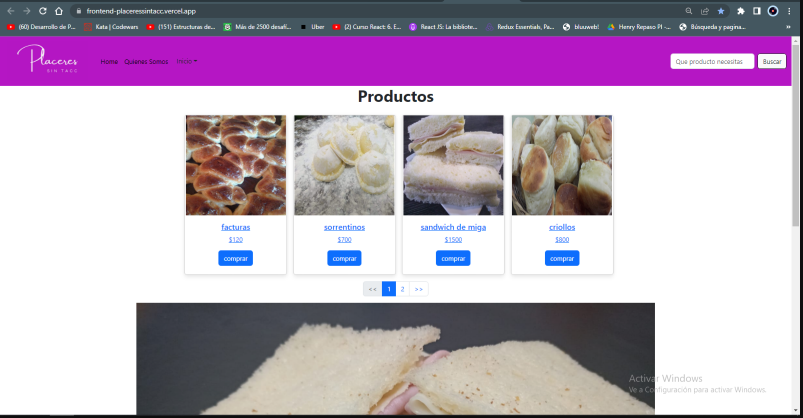 frontend-placeressintacc.vercel.app
(60) Desarrollo de P...
Kata | Codewars
(151) Estructuras de...
Más de 2500 desafí...
Uber
(2) Curso React: 6. E...
React JS: La bibliote...
Redux Essentials, Pa...
bluuweb!
Henry Repaso PI -...
Búsqueda y pagina...
»
Placeres
SIN TACC
Home
Quienes Somos
Inicio
Que producto necesitas
Buscar
Productos
facturas
$120
comprar
sorrentinos
$700
comprar
sandwich de miga
$1500
comprar
criollos
$800
comprar
<< 1 2 >>
Activar Windows
Ve a Configuración para activar Windows.